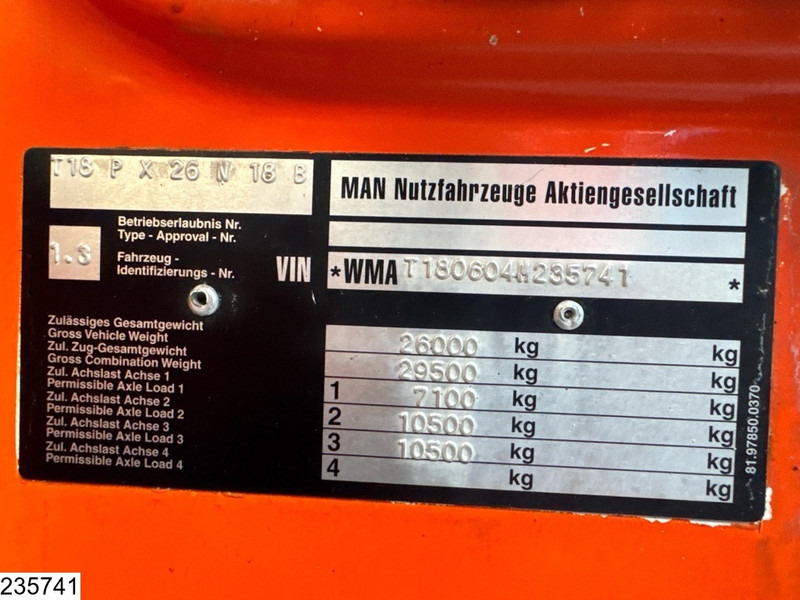 T18 P X 26 N 18 B
MAN Nutzfahrzeuge Aktiengesellschaft
Betriebserlaubnis Nr.
Type - Approval - Nr.
1.3
Fahrzeug -
Identifizierungs - Nr.
VIN
*WMA T180604M235741 *
Zulässiges Gesamtgewicht
Gross Vehicle Weight
26000 kg kg
Zul. Zug-Gesamtgewicht
Gross Combination Weight
29500 kg kg
Zul. Achslast Achse 1
Permissible Axle Load 1
1 7100 kg kg
Zul. Achslast Achse 2
Permissible Axle Load 2
2 10500 kg kg
Zul. Achslast Achse 3
Permissible Axle Load 3
3 10500 kg kg
Zul. Achslast Achse 4
Permissible Axle Load 4
4 kg kg
81.97850.0370
235741